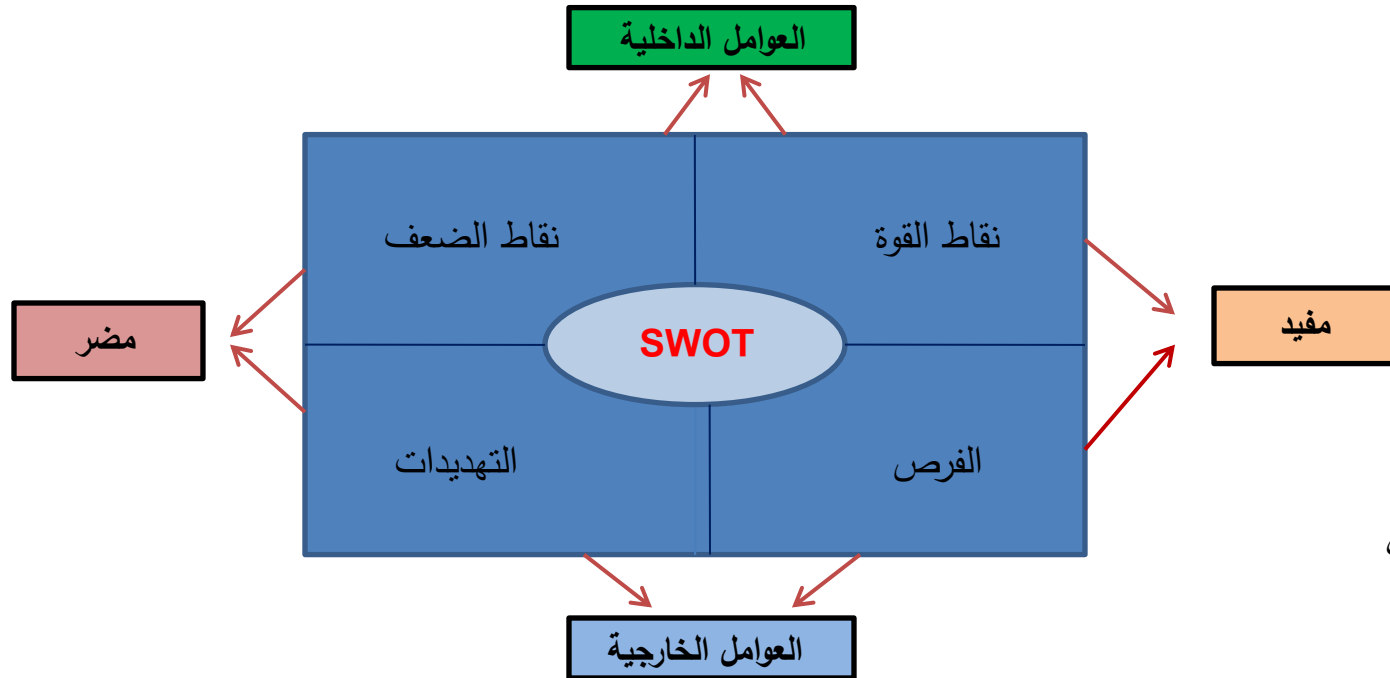 العوامل الداخلية
نقاط القوة
نقاط الضعف
مفيد
SWOT
مضر
الفرص
التهديدات
العوامل الخارجية